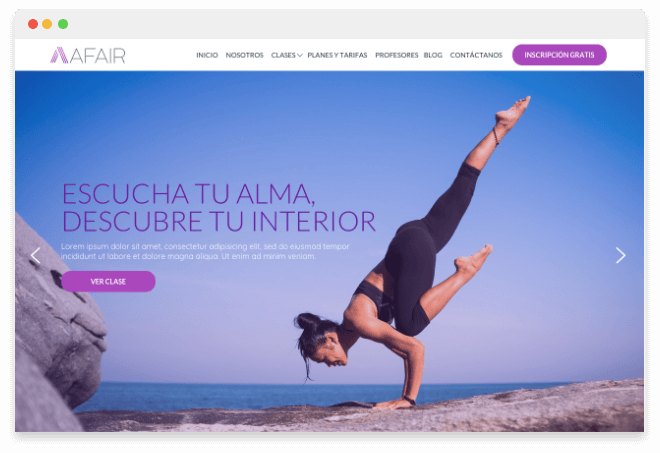 AFAIR
INICIO NOSOTROS CLASES PLANES Y TARIFAS PROFESORES BLOG CONTÁCTANOS INSCRIPCIÓN GRATIS
ESCUCHA TU ALMA,
DESCUBRE TU INTERIOR
Lorem ipsum dolor sit amet, consectetur adipisicing elit, sed do eiusmod tempor
incididunt ut labore et dolore magna aliqua. Ut enim ad minim veniam.
VER CLASE